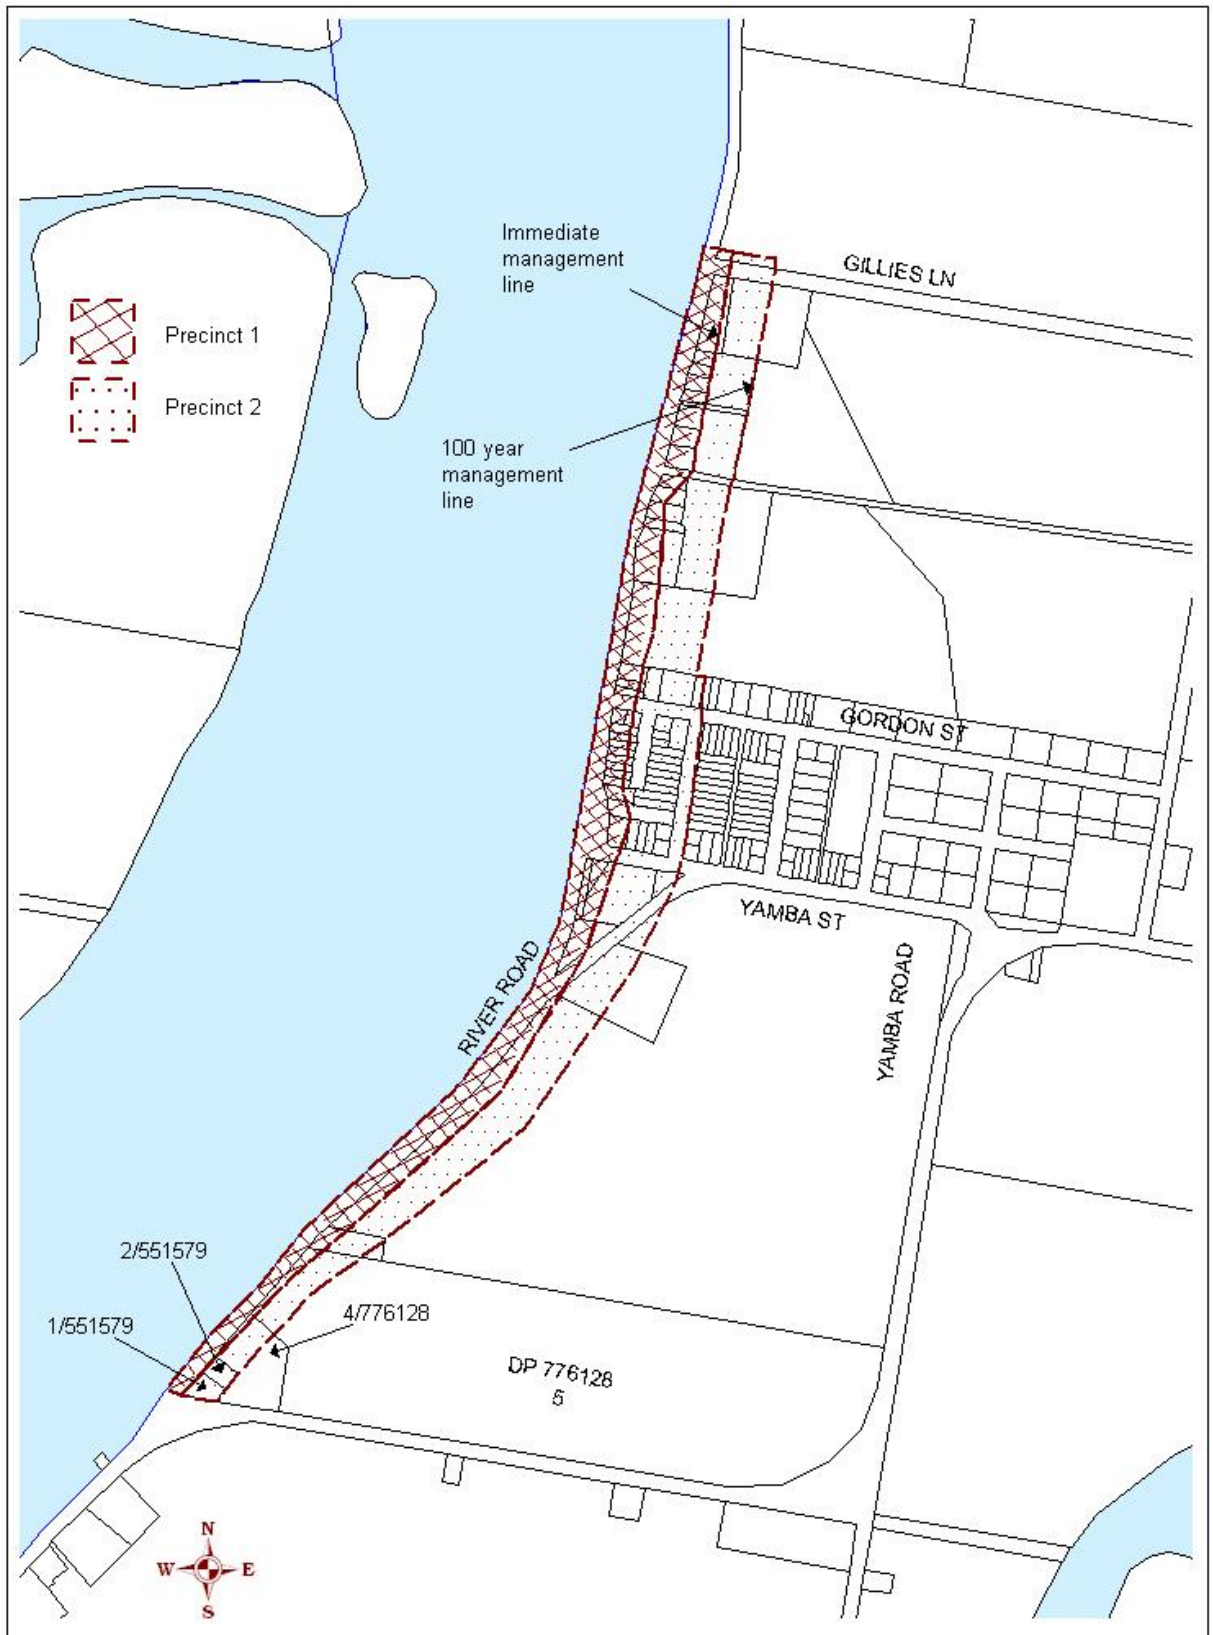 Immediate
management
line
GILLIES LN
Precinct 1
Precinct 2
100 year
management
line
GORDON ST
YAMBA ST
RIVER ROAD
YAMBA ROAD
2/551579
1/551579
4/776128
DP 776128
5
N
W E
S